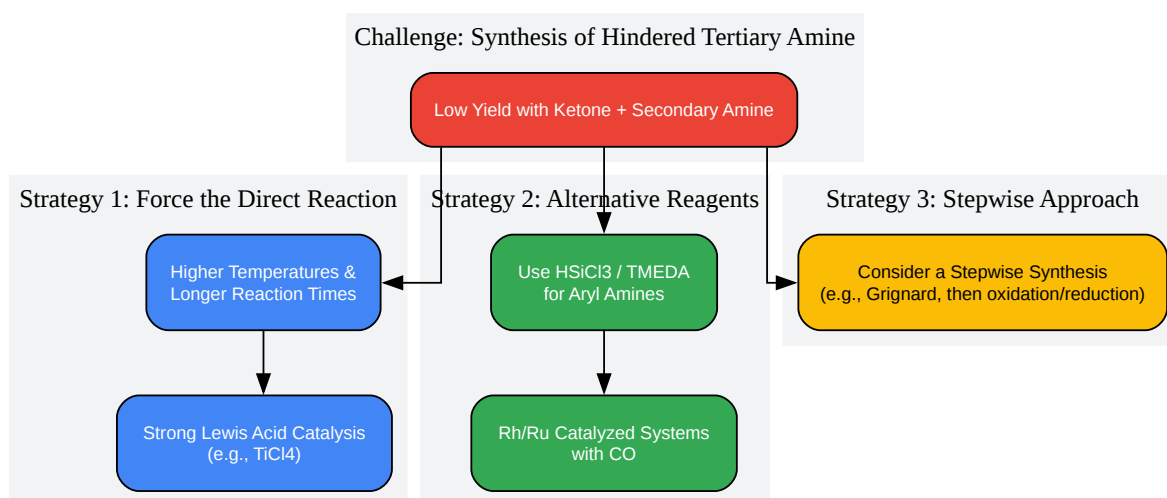 Challenge: Synthesis of Hindered Tertiary Amine
Low Yield with Ketone + Secondary Amine
Strategy 1: Force the Direct Reaction
Higher Temperatures &
Longer Reaction Times
Strong Lewis Acid Catalysis
(e.g., TiCl4)
Strategy 2: Alternative Reagents
Use HSiCl3 / TMEDA
for Aryl Amines
Rh/Ru Catalyzed Systems
with CO
Strategy 3: Stepwise Approach
Consider a Stepwise Synthesis
(e.g., Grignard, then oxidation/reduction)